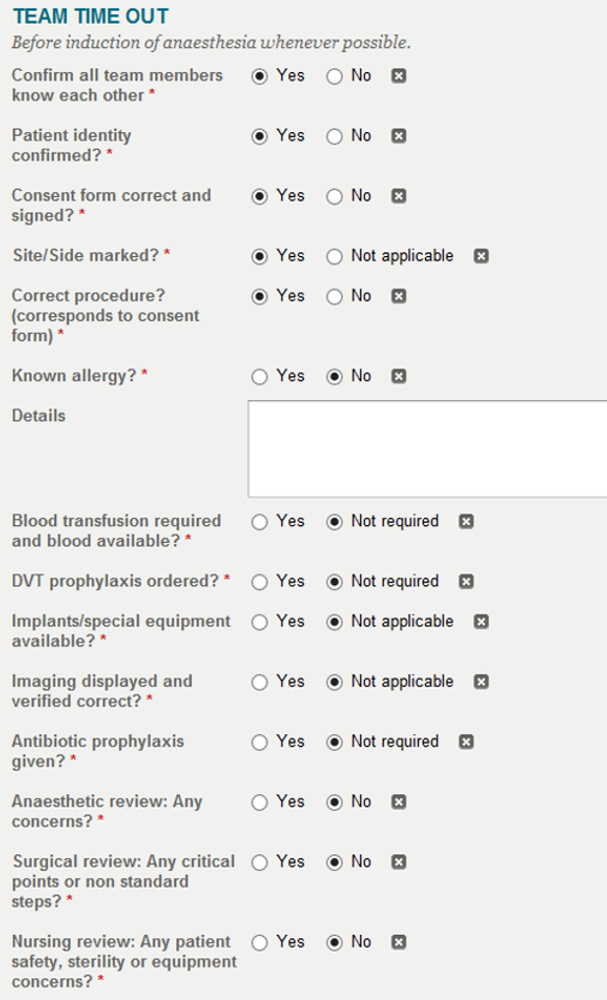 TEAM TIME OUT
Before induction of anaesthesia whenever possible.
Confirm all team members Yes No
know each other *
Patient identity Yes No
confirmed? *
Consent form correct and Yes No
signed? *
Site/Side marked? * Yes Not applicable
Correct procedure? Yes No
(corresponds to consent
form) *
Known allergy? * Yes No
Details
Blood transfusion required Yes Not required
and blood available? *
DVT prophylaxis ordered? * Yes Not required
Implants/special equipment Yes Not applicable
available? *
Imaging displayed and Yes Not applicable
verified correct? *
Antibiotic prophylaxis Yes Not required
given? *
Anaesthetic review: Any Yes No
concerns? *
Surgical review: Any critical Yes No
points or non standard
steps? *
Nursing review: Any patient Yes No
safety, sterility or equipment
concerns? *